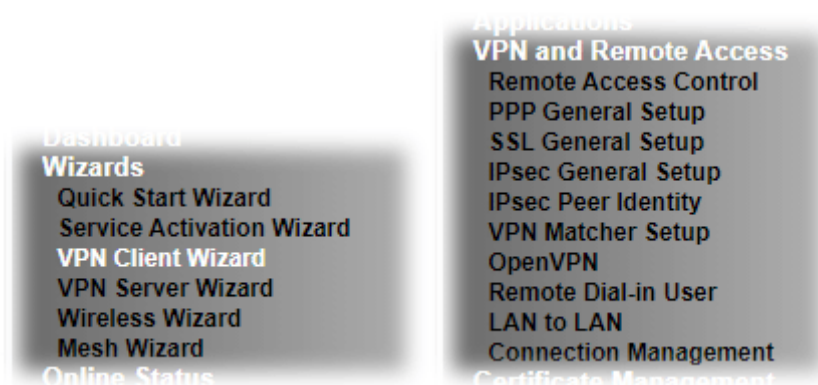 Dashboard
Wizards
Quick Start Wizard
Service Activation Wizard
VPN Client Wizard
VPN Server Wizard
Wireless Wizard
Mesh Wizard
Online Status
Applications
VPN and Remote Access
Remote Access Control
PPP General Setup
SSL General Setup
IPsec General Setup
IPsec Peer Identity
VPN Matcher Setup
OpenVPN
Remote Dial-in User
LAN to LAN
Connection Management
Certificate Management